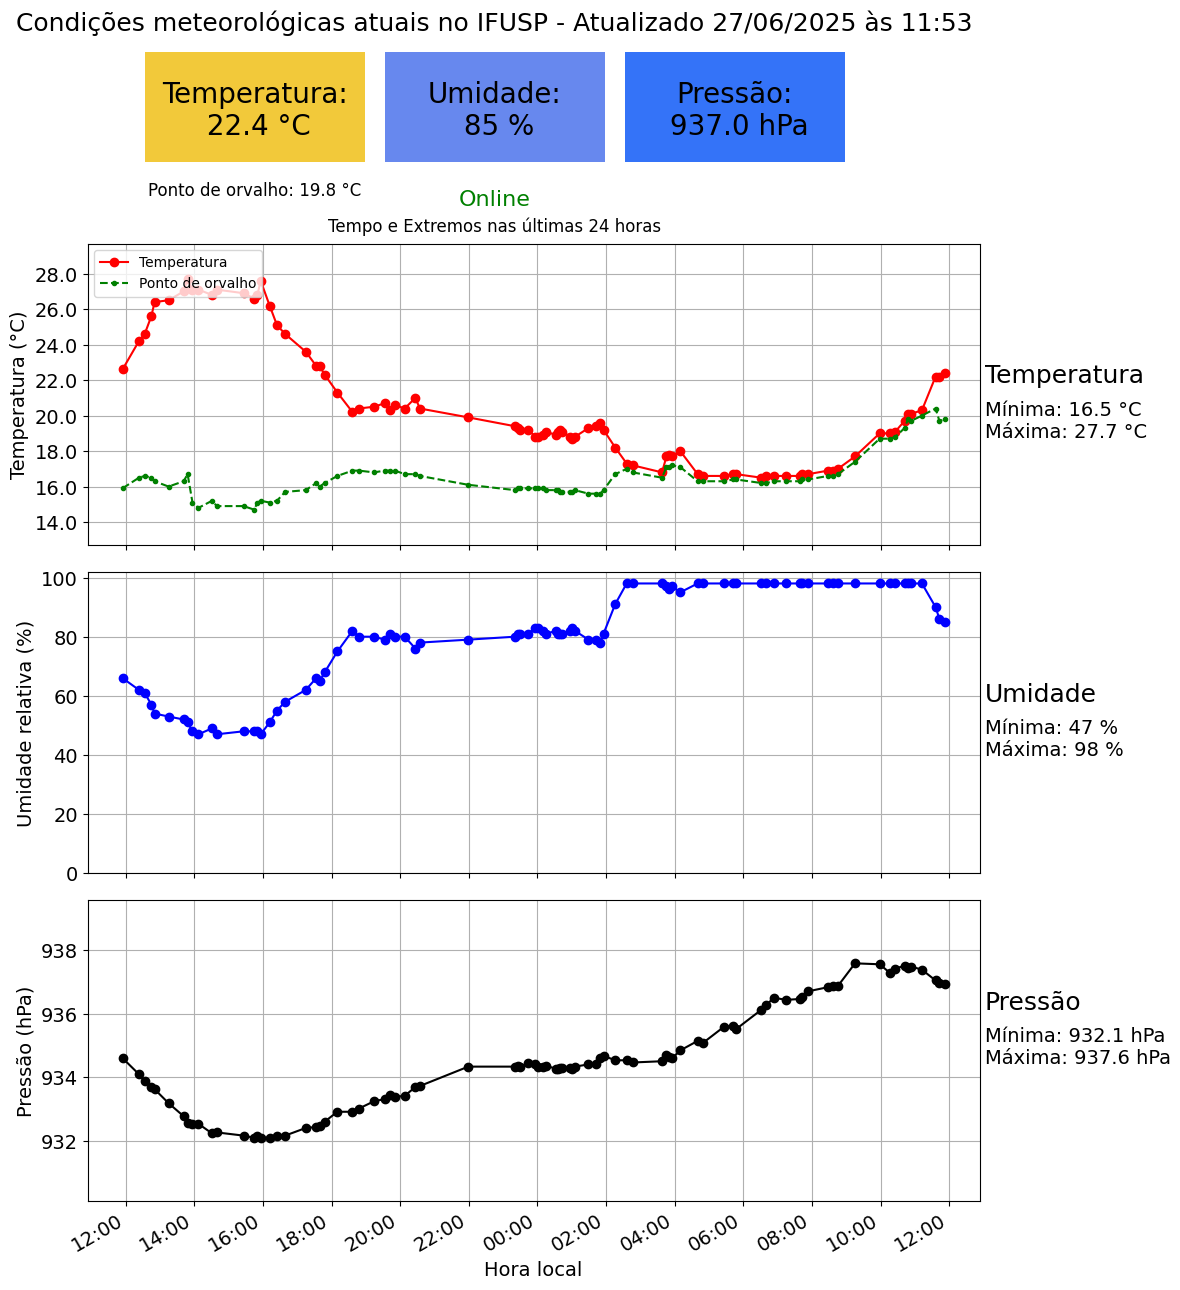 Condições meteorológicas atuais no IFUSP - Atualizado 27/06/2025 às 11:53
Temperatura:
22.4 °C
Umidade:
85 %
Pressão:
937.0 hPa
Ponto de orvalho: 19.8 °C
Online
Tempo e Extremos nas últimas 24 horas
Temperatura
Ponto de orvalho
Temperatura (°C)
28.0
26.0
24.0
22.0
20.0
18.0
16.0
14.0
Temperatura
Mínima: 16.5 °C
Máxima: 27.7 °C
Umidade relativa (%)
100
80
60
40
20
0
Umidade
Mínima: 47 %
Máxima: 98 %
Pressão (hPa)
938
936
934
932
Pressão
Mínima: 932.1 hPa
Máxima: 937.6 hPa
12:00 14:00 16:00 18:00 20:00 22:00 00:00 02:00 04:00 06:00 08:00 10:00 12:00
Hora local